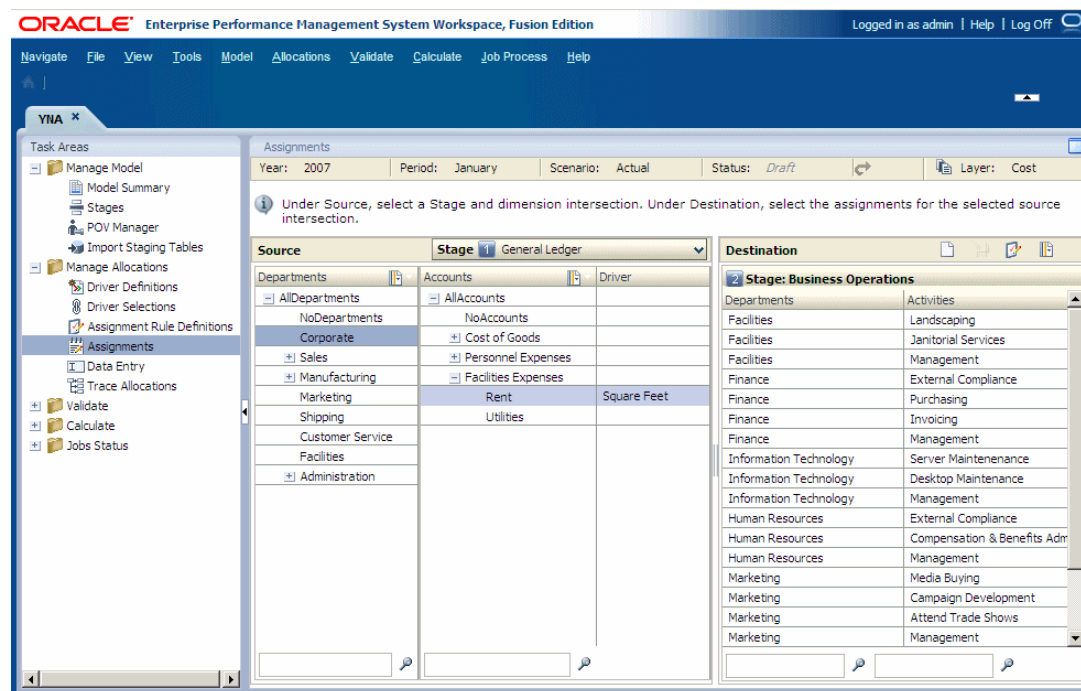 ORACLE Enterprise Performance Management System Workspace, Fusion Edition Logged in as admin | Help | Log Off
Navigate File View Tools Model Allocations Validate Calculate Job Process Help
YNA ×
Task Areas
Manage Model
Model Summary
Stages
POV Manager
Import Staging Tables
Manage Allocations
Driver Definitions
Driver Selections
Assignment Rule Definitions
Assignments
Data Entry
Trace Allocations
Validate
Calculate
Jobs Status
Assignments
Year: 2007 Period: January Scenario: Actual Status: Draft Layer: Cost
Under Source, select a Stage and dimension intersection. Under Destination, select the assignments for the selected source
intersection.
Source Stage 1 General Ledger
Departments Accounts Driver
AllDepartments AllAccounts
NoDepartments NoAccounts
Corporate Cost of Goods
Sales Personnel Expenses
Manufacturing Facilities Expenses
Marketing Rent Square Feet
Shipping Utilities
Customer Service
Facilities
Administration
Destination
2 Stage: Business Operations
Departments Activities
Facilities Landscaping
Facilities Janitorial Services
Facilities Management
Finance External Compliance
Finance Purchasing
Finance Invoicing
Finance Management
Information Technology Server Maintenenance
Information Technology Desktop Maintenance
Information Technology Management
Human Resources External Compliance
Human Resources Compensation & Benefits Adm
Human Resources Management
Marketing Media Buying
Marketing Campaign Development
Marketing Attend Trade Shows
Marketing Management